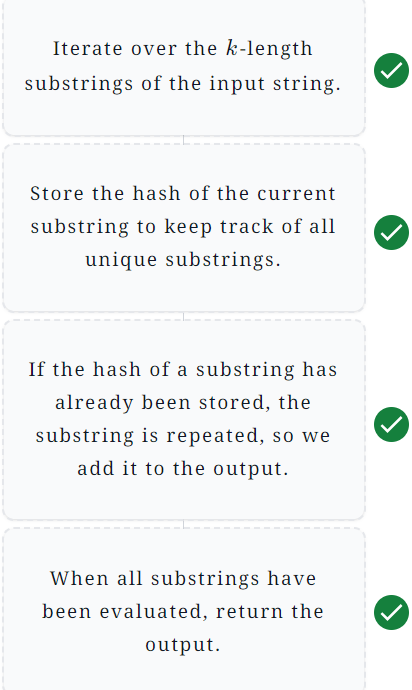 Iterate over the k-length
substrings of the input string.
Store the hash of the current
substring to keep track of all
unique substrings.
If the hash of a substring has
already been stored, the
substring is repeated, so we
add it to the output.
When all substrings have
been evaluated, return the
output.